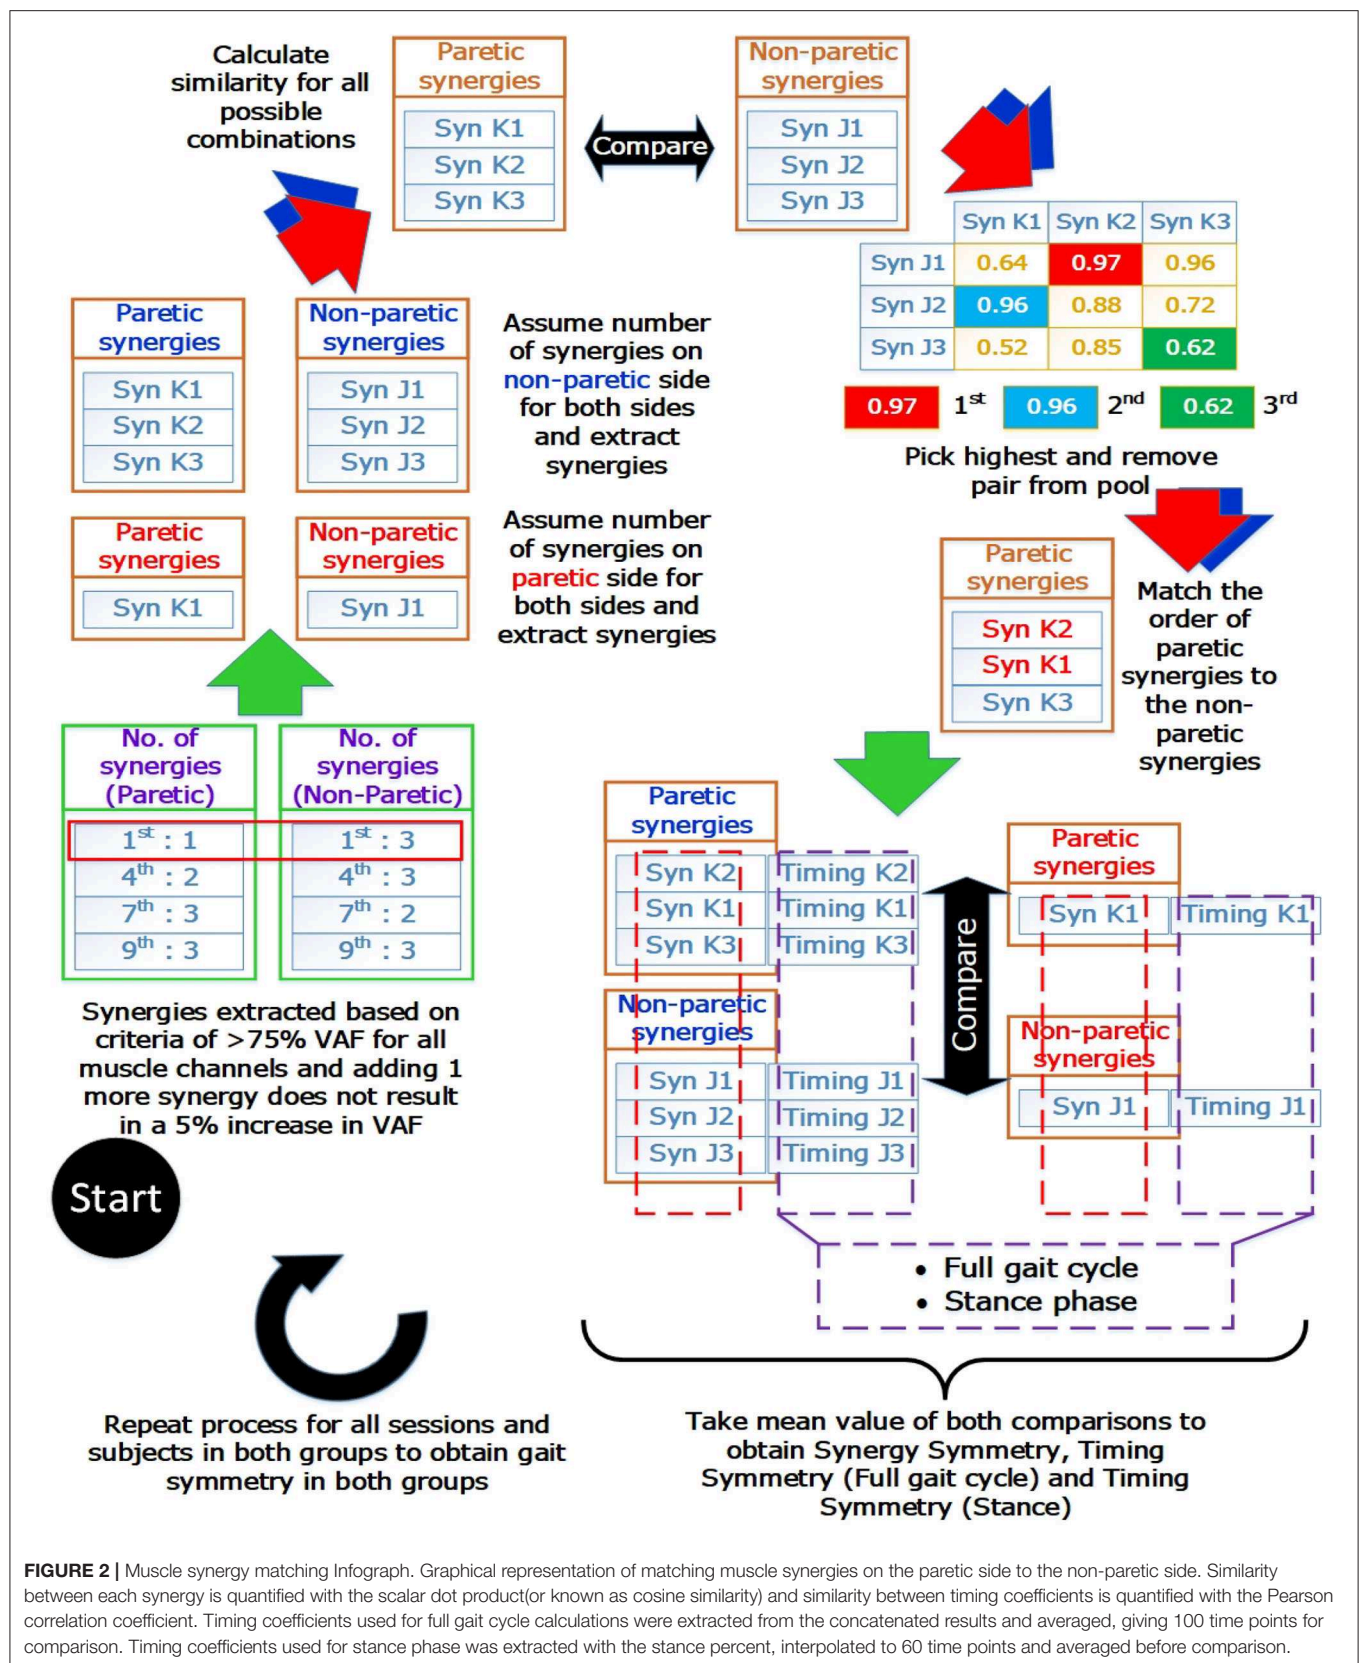 Calculate
similarity for all
possible
combinations
Paretic
synergies
Syn K1
Syn K2
Syn K3
Compare
Non-paretic
synergies
Syn J1
Syn J2
Syn J3
Syn K1 Syn K2 Syn K3
Syn J1 0.64 0.97 0.96
Syn J2 0.96 0.88 0.72
Syn J3 0.52 0.85 0.62
0.97 1st 0.96 2nd 0.62 3rd
Pick highest and remove
pair from pool
Paretic
synergies
Syn K1
Syn K2
Syn K3
Non-paretic
synergies
Syn J1
Syn J2
Syn J3
Assume number
of synergies on
non-paretic side
for both sides
and extract
synergies
Paretic
synergies
Syn K1
Non-paretic
synergies
Syn J1
Assume number
of synergies on
paretic side for
both sides and
extract synergies
Paretic
synergies
Syn K2
Syn K1
Syn K3
Match the
order of
paretic
synergies to
the non-
paretic
synergies
No. of
synergies
(Paretic)
1st : 1
4th : 2
7th : 3
9th : 3
No. of
synergies
(Non-Paretic)
1st : 3
4th : 3
7th : 2
9th : 3
Synergies extracted based on
criteria of >75% VAF for all
muscle channels and adding 1
more synergy does not result
in a 5% increase in VAF
Start
Paretic
synergies
Syn K2 Timing K2
Syn K1 Timing K1
Syn K3 Timing K3
Non-paretic
synergies
Syn J1 Timing J1
Syn J2 Timing J2
Syn J3 Timing J3
Compare
Paretic
synergies
Syn K1 Timing K1
Non-paretic
synergies
Syn J1 Timing J1
• Full gait cycle
• Stance phase
Repeat process for all sessions and
subjects in both groups to obtain gait
symmetry in both groups
Take mean value of both comparisons to
obtain Synergy Symmetry, Timing
Symmetry (Full gait cycle) and Timing
Symmetry (Stance)
FIGURE 2 | Muscle synergy matching Infograph. Graphical representation of matching muscle synergies on the paretic side to the non-paretic side. Similarity
between each synergy is quantified with the scalar dot product(or known as cosine similarity) and similarity between timing coefficients is quantified with the Pearson
correlation coefficient. Timing coefficients used for full gait cycle calculations were extracted from the concatenated results and averaged, giving 100 time points for
comparison. Timing coefficients used for stance phase was extracted with the stance percent, interpolated to 60 time points and averaged before comparison.